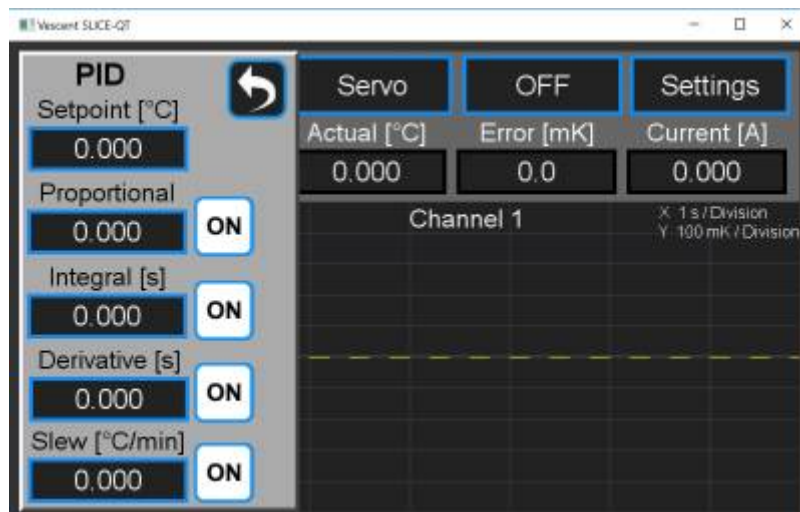 Vescent SLICE-QT
PID
Setpoint [°C]
0.000
Proportional
0.000
ON
Integral [s]
0.000
ON
Derivative [s]
0.000
ON
Slew [°C/min]
0.000
ON
Servo
OFF
Settings
Actual [°C]
Error [mK]
Current [A]
0.000
0.0
0.000
Channel 1
X 1 s / Division
Y 100 mK / Division